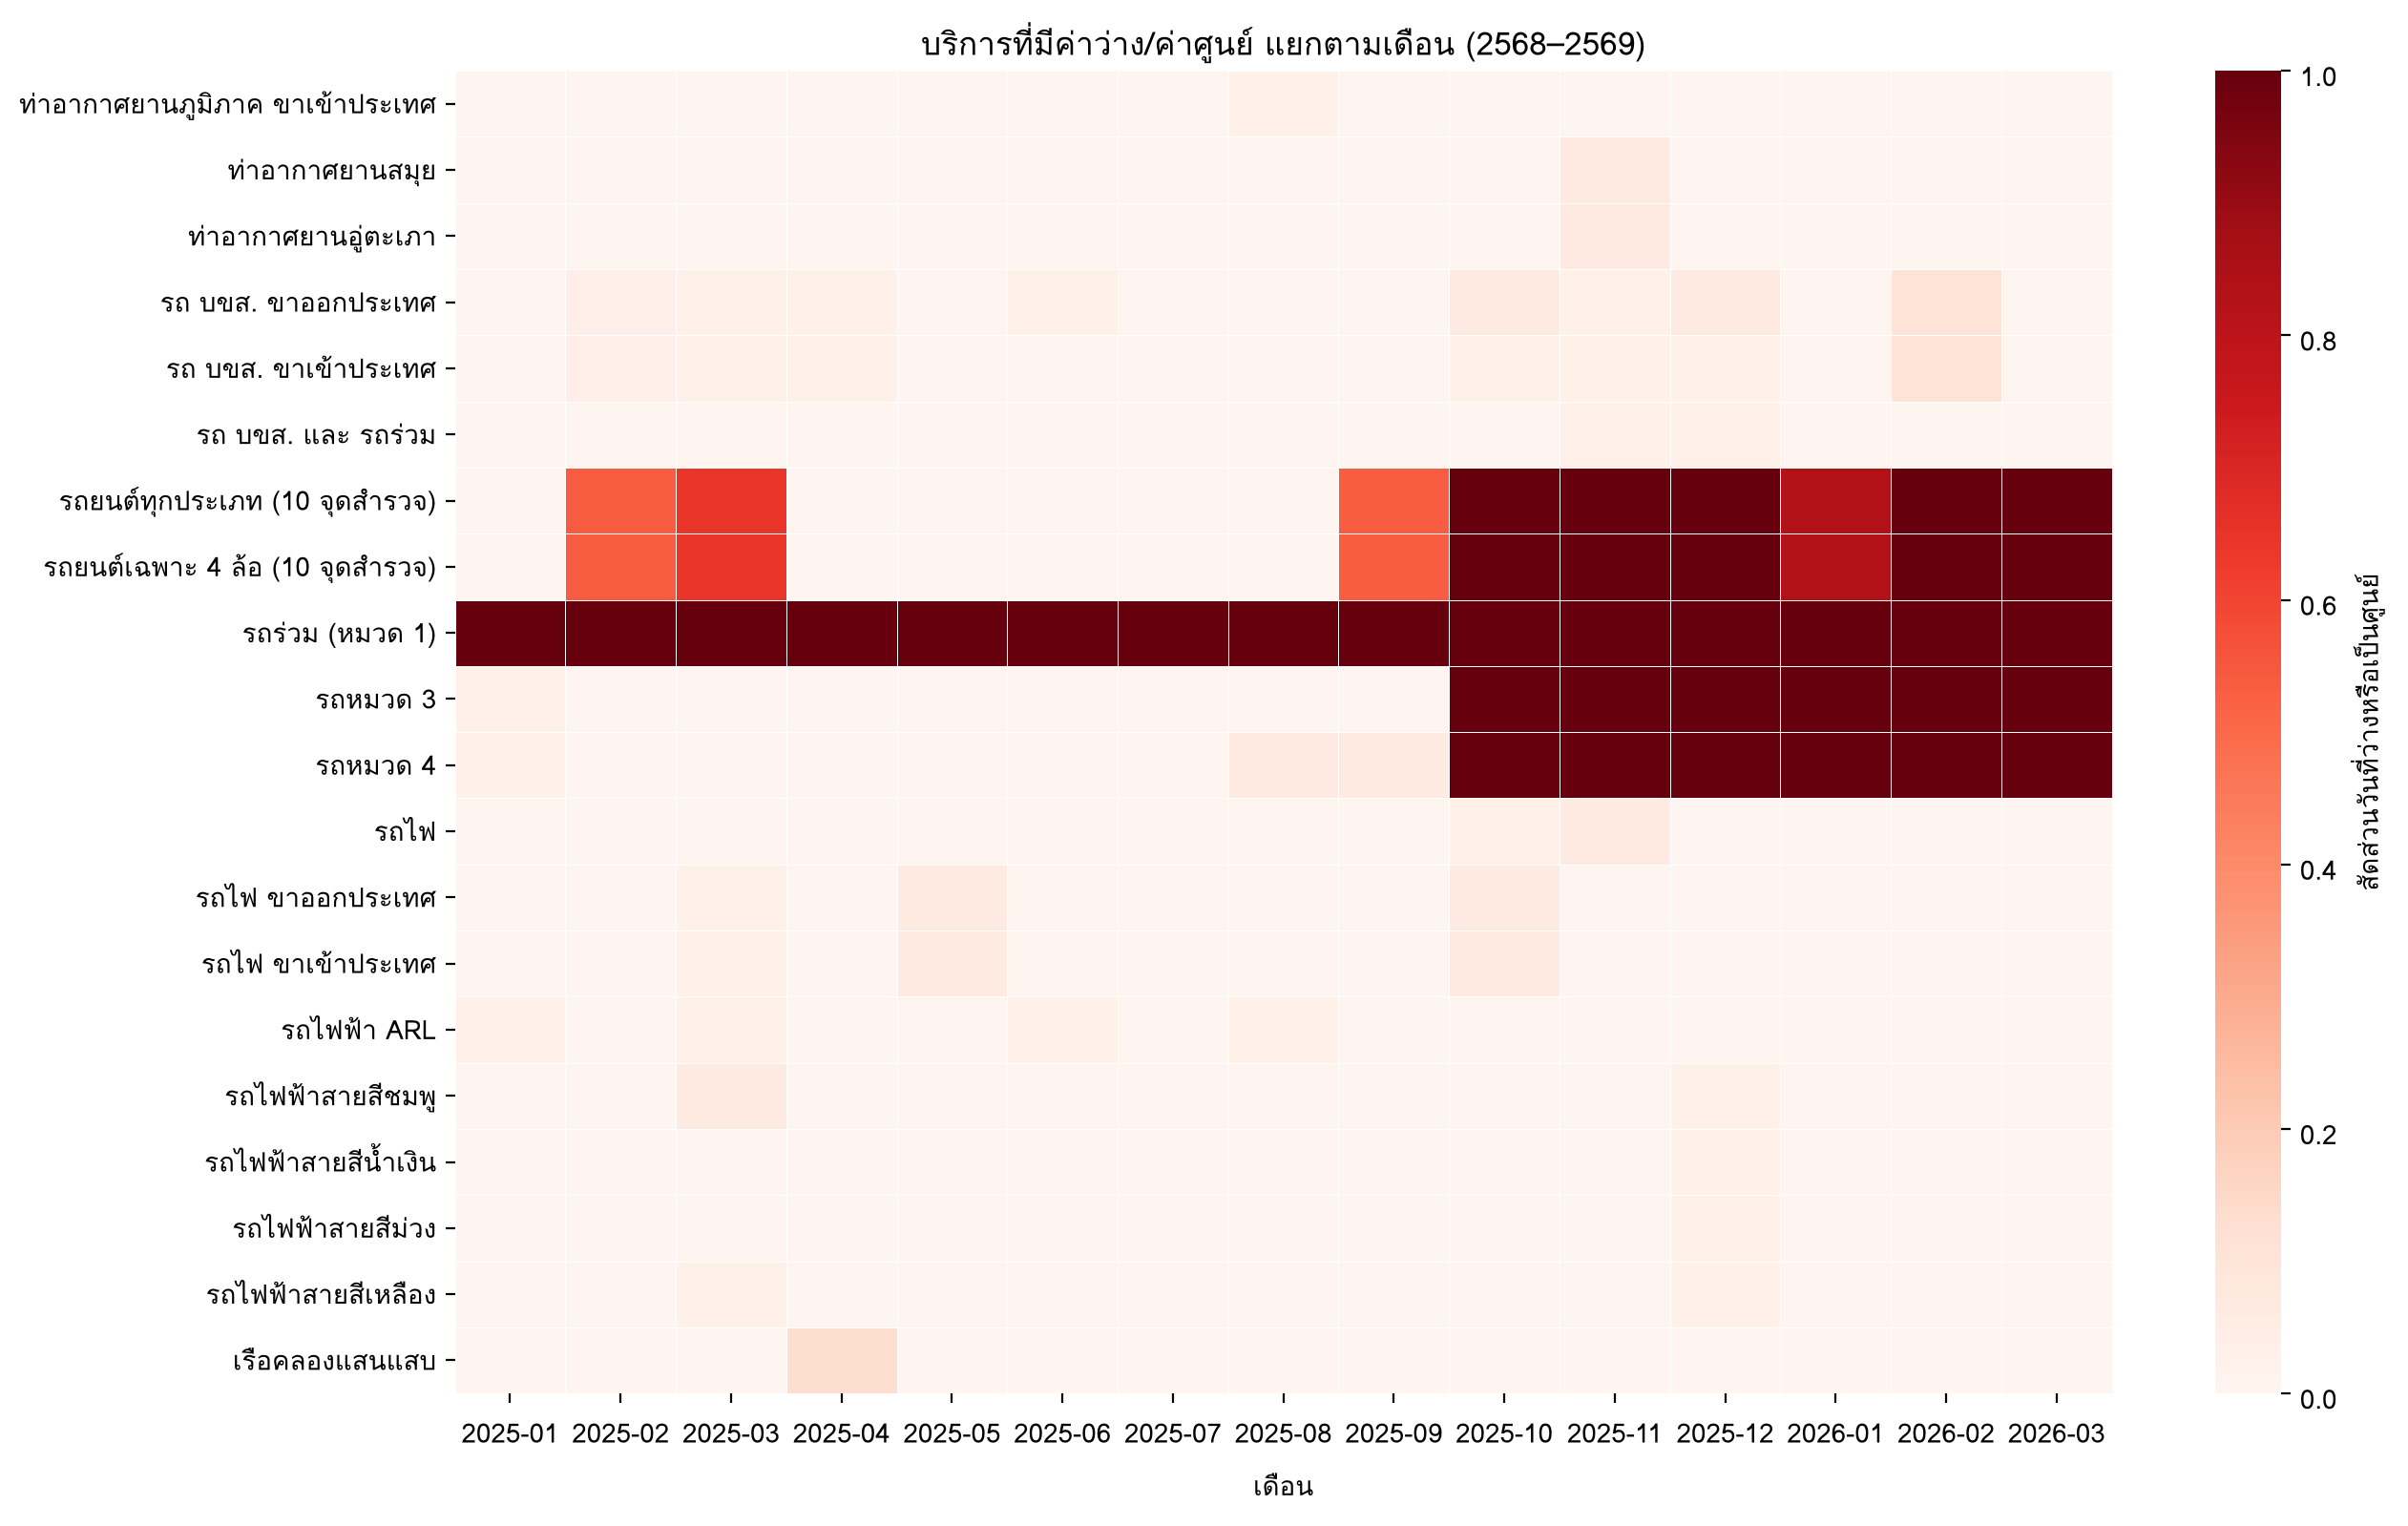 บริการที่มีค่าว่าง/ค่าศูนย์ แยกตามเดือน (2568–2569)
ท่าอากาศยานภูมิภาค ขาเข้าประเทศ
ท่าอากาศยานสมุย
ท่าอากาศยานอู่ตะเภา
รถ บขส. ขาออกประเทศ
รถ บขส. ขาเข้าประเทศ
รถ บขส. และ รถร่วม
รถยนต์ทุกประเภท (10 จุดสำรวจ)
รถยนต์เฉพาะ 4 ล้อ (10 จุดสำรวจ)
รถร่วม (หมวด 1)
รถหมวด 3
รถหมวด 4
รถไฟ
รถไฟ ขาออกประเทศ
รถไฟ ขาเข้าประเทศ
รถไฟฟ้า ARL
รถไฟฟ้าสายสีชมพู
รถไฟฟ้าสายสีน้ำเงิน
รถไฟฟ้าสายสีม่วง
รถไฟฟ้าสายสีเหลือง
เรือคลองแสนแสบ
2025-01 2025-02 2025-03 2025-04 2025-05 2025-06 2025-07 2025-08 2025-09 2025-10 2025-11 2025-12 2026-01 2026-02 2026-03
เดือน
1.0
0.8
0.6
0.4
0.2
0.0
สัดส่วนวันที่ว่างหรือเป็นศูนย์